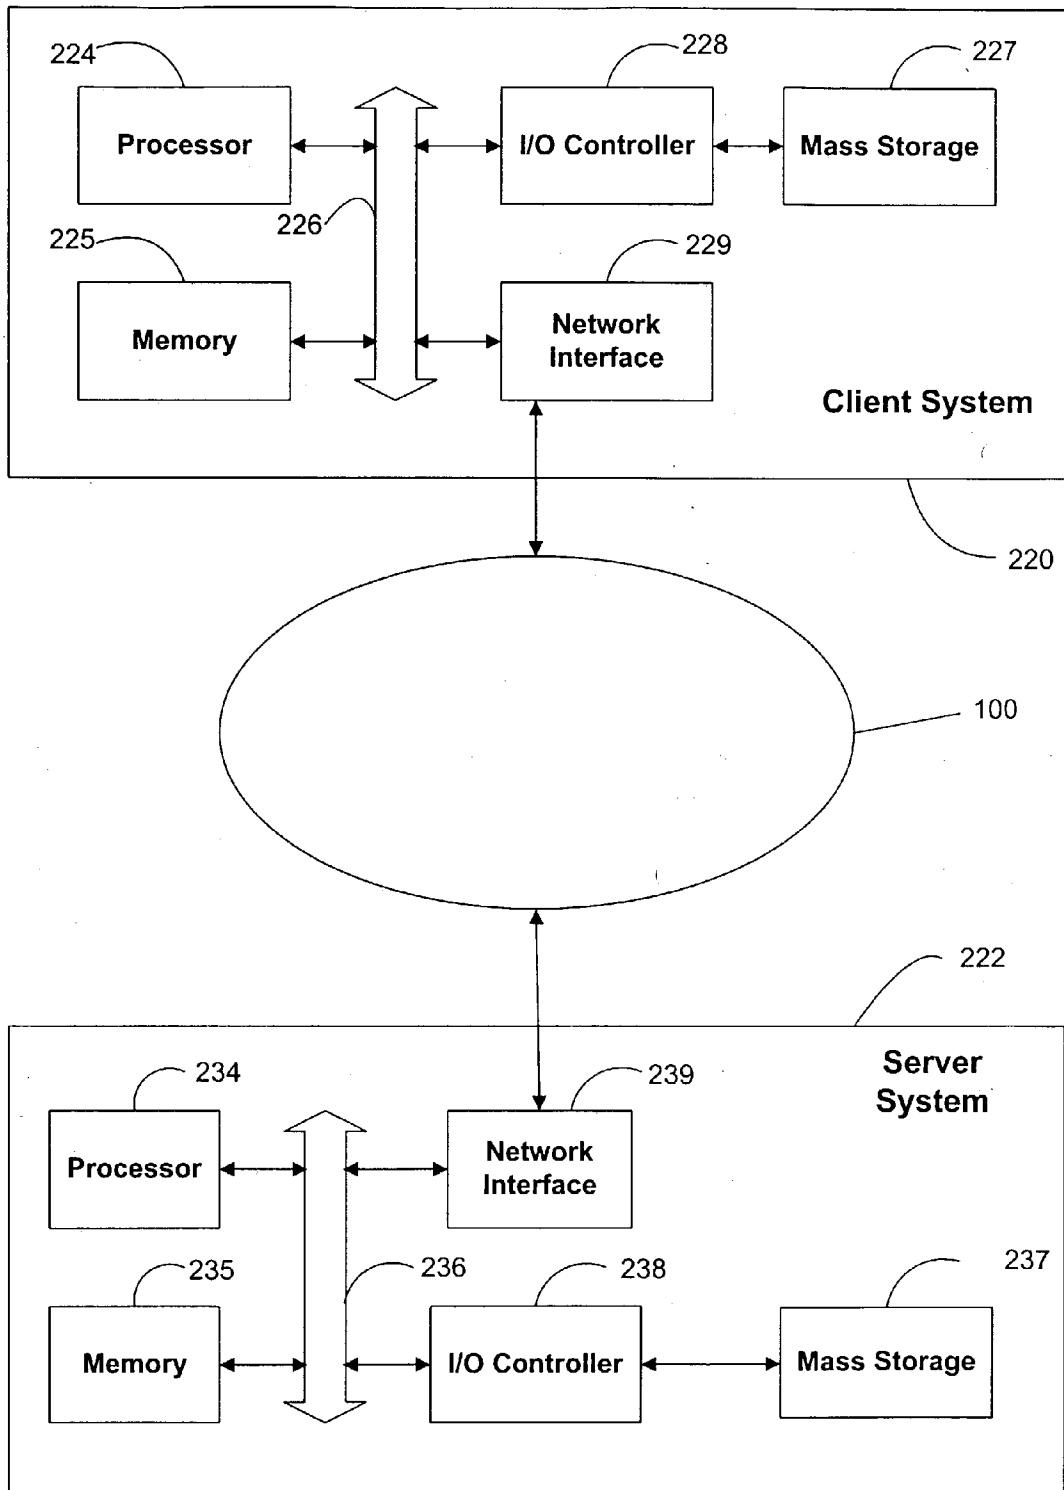 224
228
227
Processor
I/O Controller
Mass Storage
226
225
229
Memory
Network
Interface
Client System
220
100
222
Server
System
234
239
Processor
Network
Interface
235
236
238
237
Memory
I/O Controller
Mass Storage